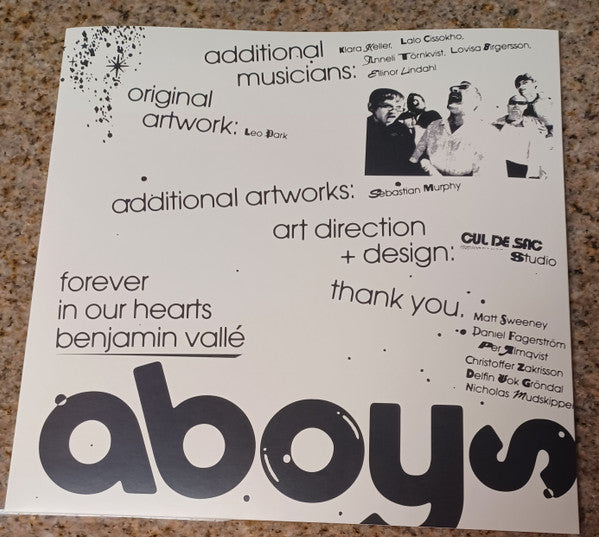 additional
musicians:
Klara Keller, Lalo Cissokho,
Anneli Törnkvist, Lovisa Birgersson,
Ellinor Lindahl
original
artwork:
Leo Park
additional artworks:
Sebastian Murphy
art direction
+ design:
CUL DE SAC
Studio
forever
in our hearts
benjamin vallé
thank you,
Matt Sweeney
Daniel Fagerström
Per Almqvist
Christoffer Zakrisson
Delfin Vok Gröndal
Nicholas Mudskipper
aboys